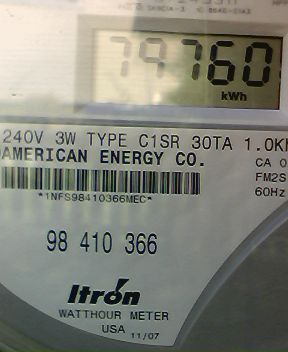 79760
kWh
240V 3W TYPE C1SR 30TA 1.0Kh
AMERICAN ENERGY CO.
CA 0
FM2S
60Hz
*1NFS98410366MEC*
98 410 366
Itron
WATTHOUR METER
USA 11/07